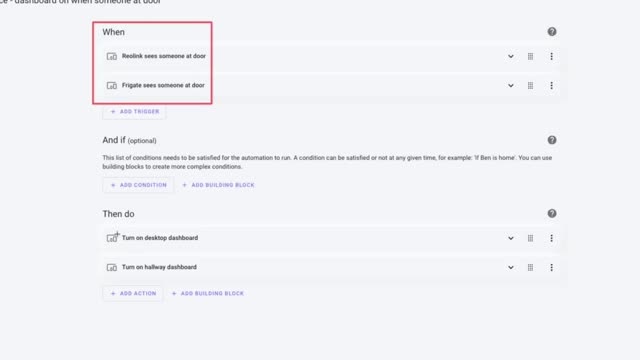 - dashboard on when someone at door
When
Reolink sees someone at door
Frigate sees someone at door
+ ADD TRIGGER
And if (optional)
This list of conditions needs to be satisfied for the automation to run. A condition can be satisfied or not at any given time, for example: 'If Ben is home'. You can use
building blocks to create more complex conditions.
+ ADD CONDITION + ADD BUILDING BLOCK
Then do
Turn on desktop dashboard
Turn on hallway dashboard
+ ADD ACTION + ADD BUILDING BLOCK